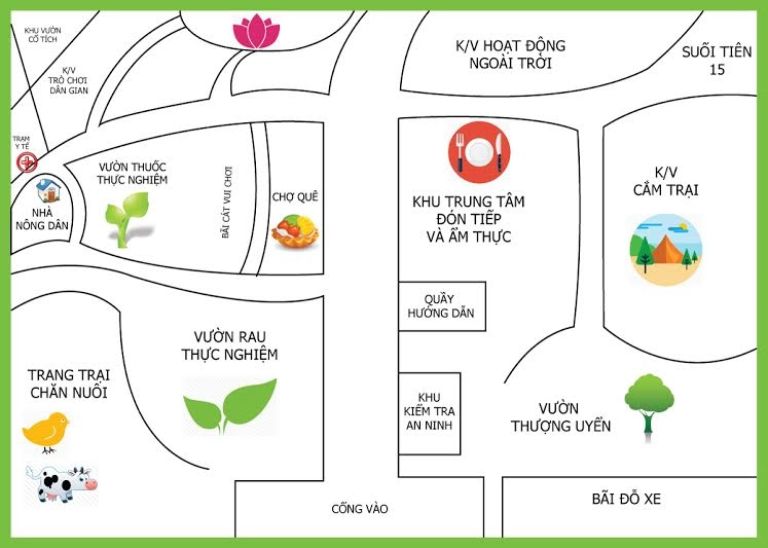 KHU VƯỜN
CỔ TÍCH
K/V
TRÒ CHƠI
DÂN GIAN
K/V HOẠT ĐỘNG
NGOÀI TRỜI
SUỐI TIÊN
15
TRẠM
Y TẾ
VƯỜN THUỐC
THỰC NGHIỆM
BÃI CÁT VUI CHƠI
CHỢ QUÊ
NHÀ
NÔNG DÂN
KHU TRUNG TÂM
ĐÓN TIẾP
VÀ ẨM THỰC
K/V
CẮM TRẠI
QUẦY
HƯỚNG DẪN
VƯỜN RAU
THỰC NGHIỆM
TRANG TRẠI
CHĂN NUÔI
KHU
KIỂM TRA
AN NINH
VƯỜN
THƯỢNG UYỂN
CỔNG VÀO
BÃI ĐỖ XE